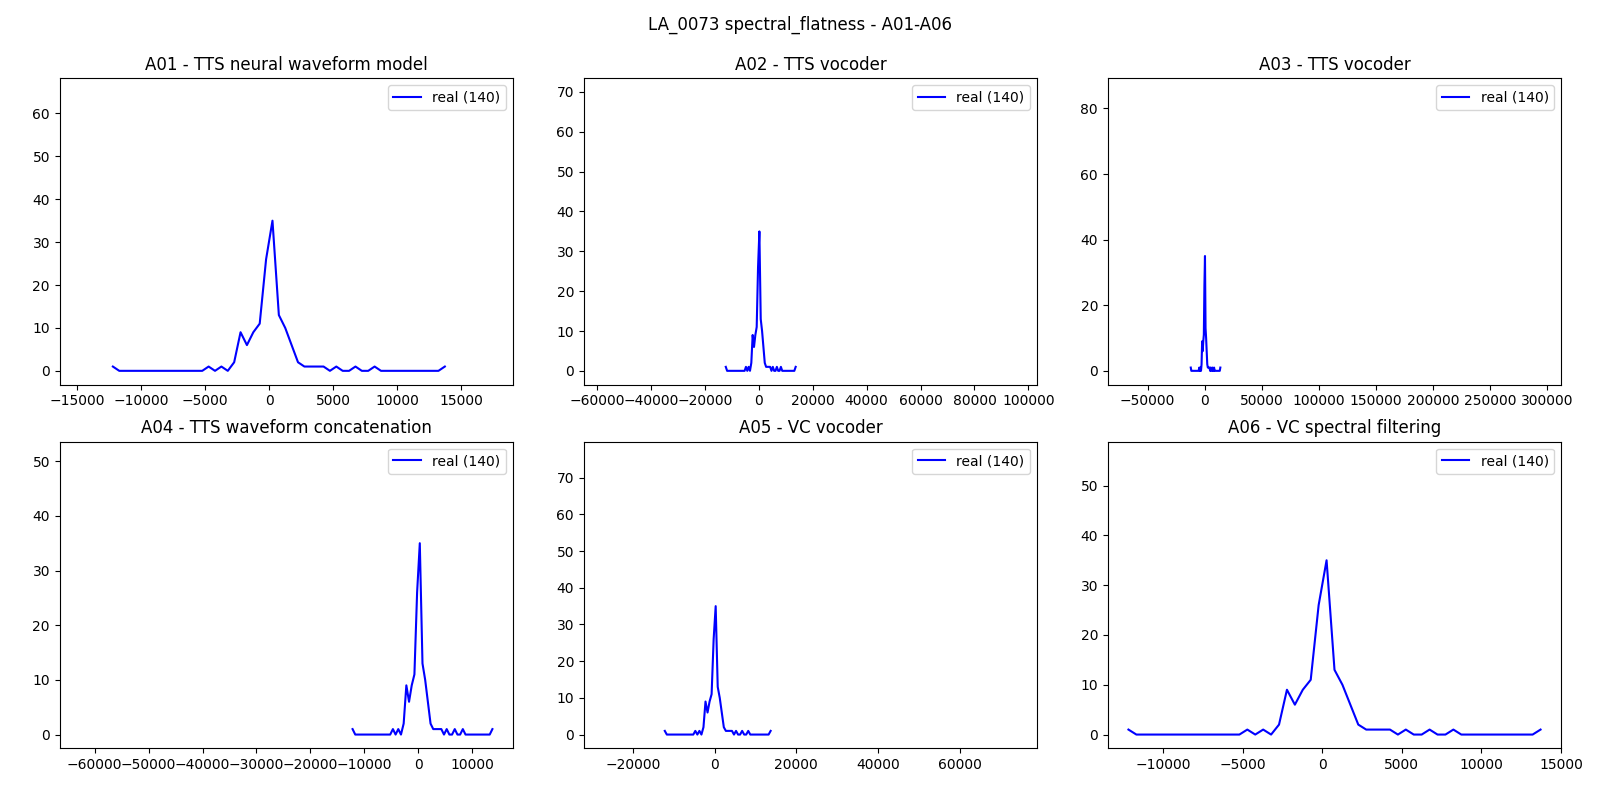 LA_0073 spectral_flatness - A01-A06
A01 - TTS neural waveform model
real (140)
60
50
40
30
20
10
0
−15000 −10000 −5000 0 5000 10000 15000
A02 - TTS vocoder
real (140)
70
60
50
40
30
20
10
0
−60000 −40000 −20000 0 20000 40000 60000 80000 100000
A03 - TTS vocoder
real (140)
80
60
40
20
0
−50000 0 50000 100000 150000 200000 250000 300000
A04 - TTS waveform concatenation
real (140)
50
40
30
20
10
0
−60000 −50000 −40000 −30000 −20000 −10000 0 10000
A05 - VC vocoder
real (140)
70
60
50
40
30
20
10
0
−20000 0 20000 40000 60000
A06 - VC spectral filtering
real (140)
50
40
30
20
10
0
−10000 −5000 0 5000 10000 15000